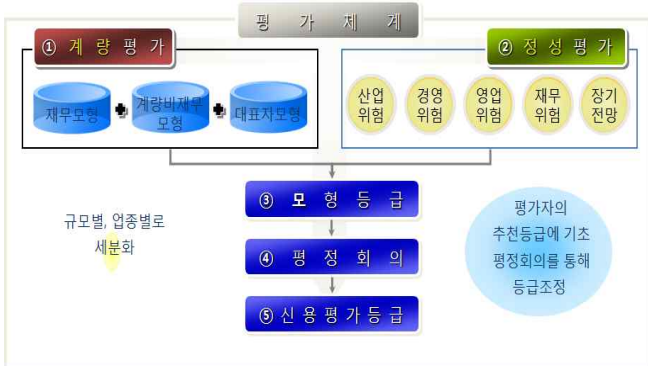 평 가 체 계
① 계 량 평 가
② 정 성 평 가
재무모형
계량비재무
모형
대표자모형
산업
위험
경영
위험
영업
위험
재무
위험
장기
전망
③ 모 형 등 급
규모별, 업종별로
세분화
④ 평 정 회 의
평가자의
추천등급에 기초
평정회의를 통해
등급조정
⑤ 신 용 평 가 등 급